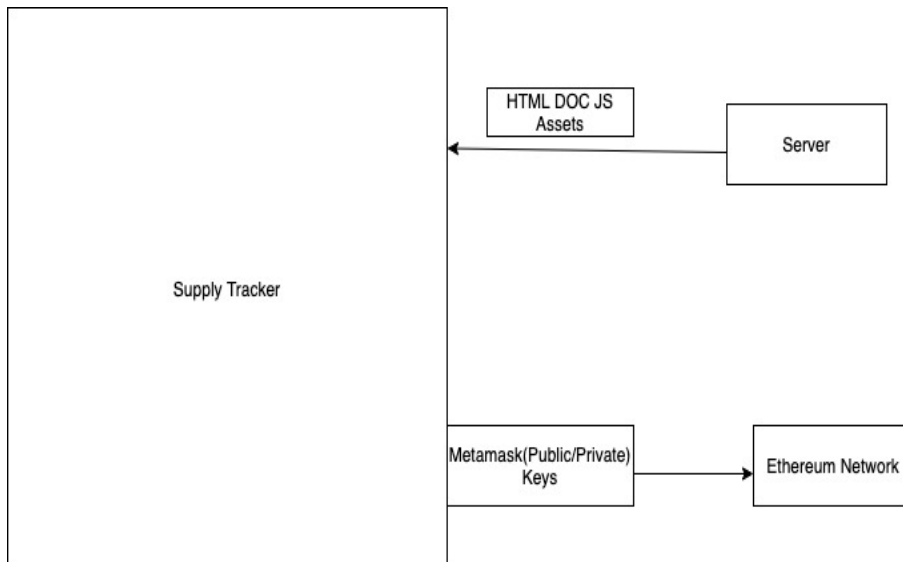 HTML DOC JS
Assets
Server
Supply Tracker
Metamask(Public/Private)
Keys
Ethereum Network